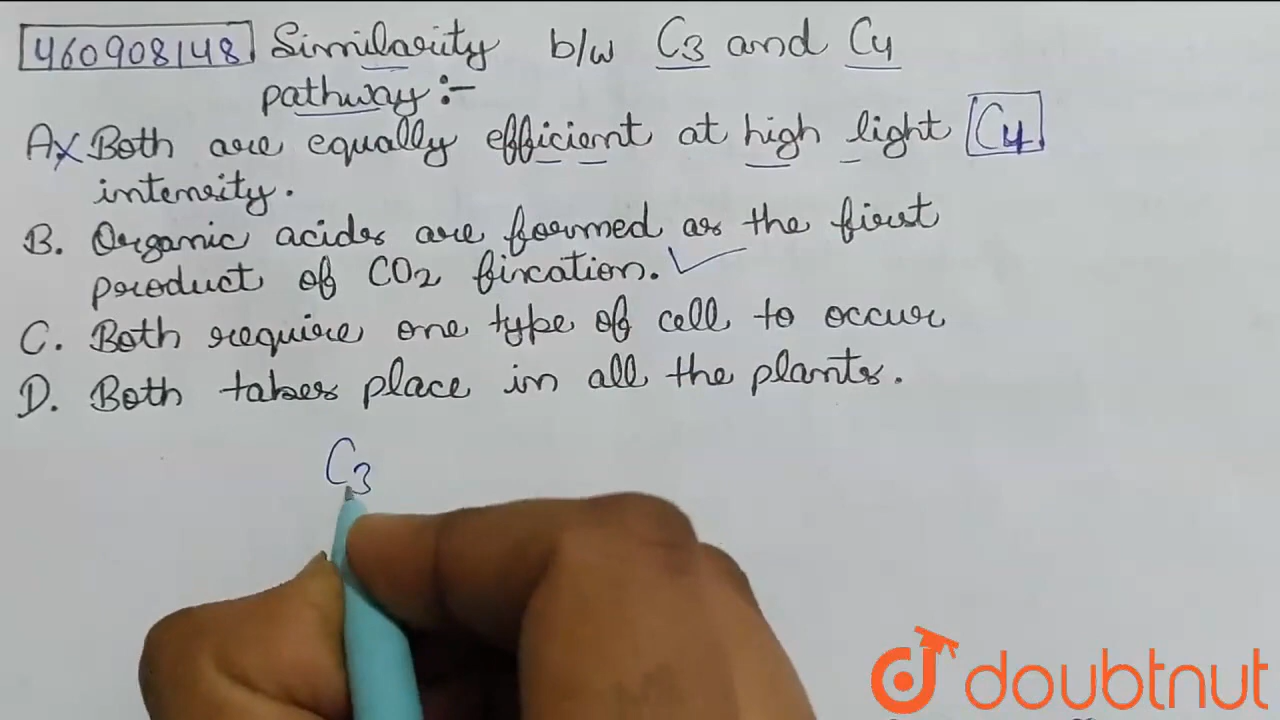 460908148 Similarity b/w C3 and C4
pathway :-
A. Both are equally efficient at high light C4
intensity.
B. Organic acids are formed as the first
product of CO2 fixation.
C. Both require one type of cell to occur
D. Both takes place in all the plants.
C3
doubtnut